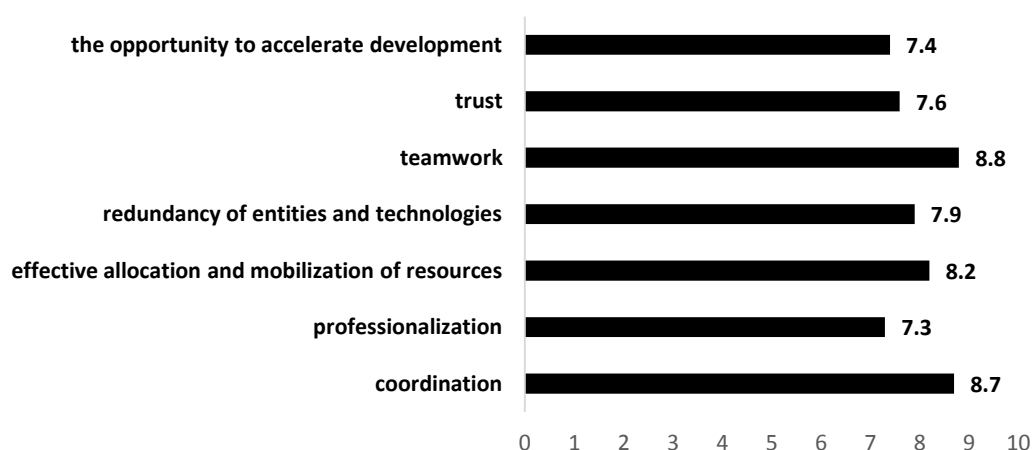 the opportunity to accelerate development 7.4
trust 7.6
teamwork 8.8
redundancy of entities and technologies 7.9
effective allocation and mobilization of resources 8.2
professionalization 7.3
coordination 8.7
0 1 2 3 4 5 6 7 8 9 10